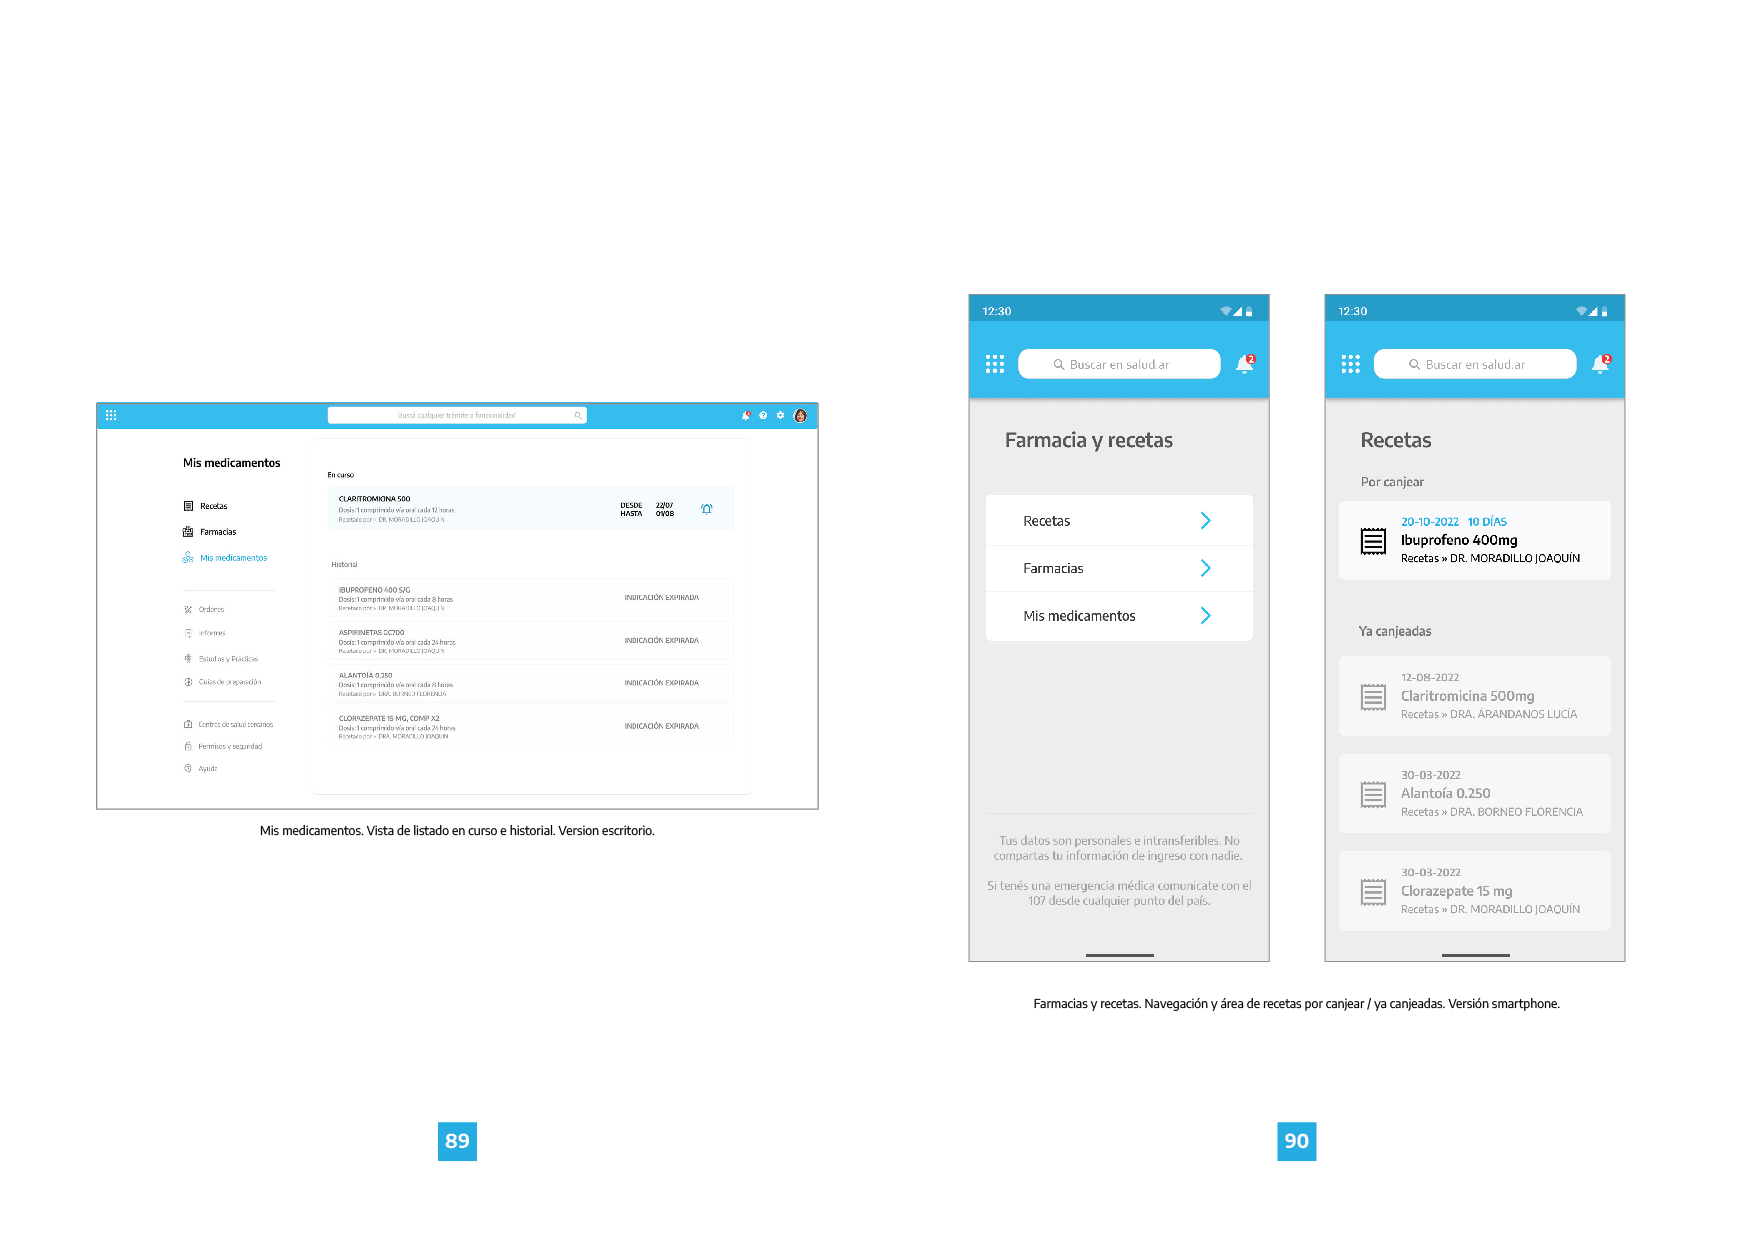 Buscá cualquier trámite o funcionalidad
Mis medicamentos
Recetas
Farmacias
Mis medicamentos
Órdenes
Informes
Estudios y Prácticas
Guías de preparación
Centros de salud cercanos
Permisos y seguridad
Ayuda
En curso
CLARITROMICINA 500
Dosis: 1 comprimido vía oral cada 12 horas
Recetado por » DR. MORADILLO JOAQUIN
DESDE 22/07
HASTA 01/08
Historial
IBUPROFENO 400 S/G
Dosis: 1 comprimido vía oral cada 8 horas
Recetado por » DR. MORADILLO JOAQUIN
INDICACIÓN EXPIRADA
ASPIRINETAS GC700
Dosis: 1 comprimido vía oral cada 24 horas
Recetado por » DR. MORADILLO JOAQUIN
INDICACIÓN EXPIRADA
ALANTOÍA 0.250
Dosis: 1 comprimido vía oral cada 8 horas
Recetado por » DRA. BORNEO FLORENCIA
INDICACIÓN EXPIRADA
CLORAZEPATE 15 MG, COMP X2
Dosis: 1 comprimido vía oral cada 24 horas
Recetado por » DRA. MORADILLO JOAQUIN
INDICACIÓN EXPIRADA
Mis medicamentos. Vista de listado en curso e historial. Version escritorio.
89
12:30
Buscar en salud.ar
2
Farmacia y recetas
Recetas
Farmacias
Mis medicamentos
Tus datos son personales e intransferibles. No
compartas tu información de ingreso con nadie.
Si tenés una emergencia médica comunicate con el
107 desde cualquier punto del país.
12:30
Buscar en salud.ar
2
Recetas
Por canjear
20-10-2022 10 DÍAS
Ibuprofeno 400mg
Recetas » DR. MORADILLO JOAQUÍN
Ya canjeadas
12-08-2022
Claritromicina 500mg
Recetas » DRA. ARANDANOS LUCÍA
30-03-2022
Alantoía 0.250
Recetas » DRA. BORNEO FLORENCIA
30-03-2022
Clorazepate 15 mg
Recetas » DR. MORADILLO JOAQUÍN
Farmacias y recetas. Navegación y área de recetas por canjear / ya canjeadas. Versión smartphone.
90